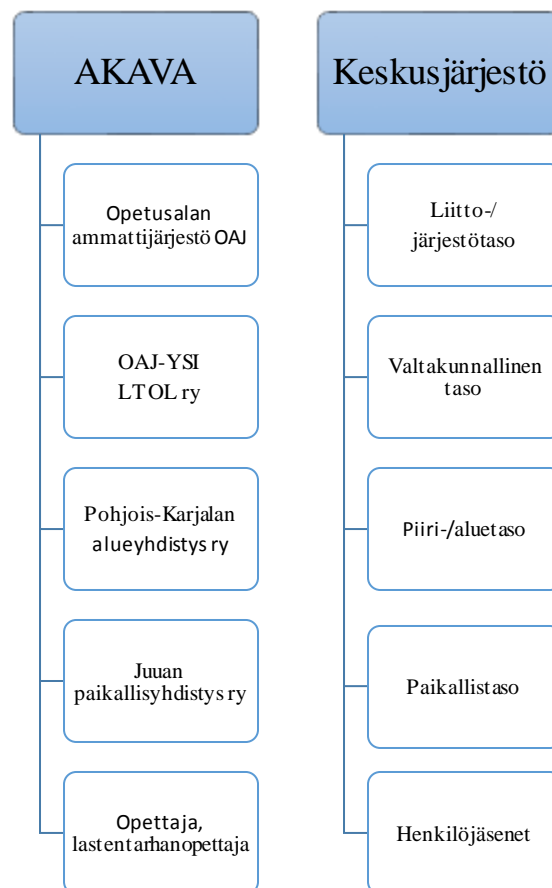 AKAVA
Opetusalan
ammattijärjestö OAJ
OAJ-YSI
LTOL ry
Pohjois-Karjalan
alueyhdistys ry
Juuan
paikallisyhdistys ry
Opettaja,
lastentarhanopettaja
Keskusjärjestö
Liitto-/
järjestötaso
Valtakunnallinen
taso
Piiri-/aluetaso
Paikallistaso
Henkilöjäsenet